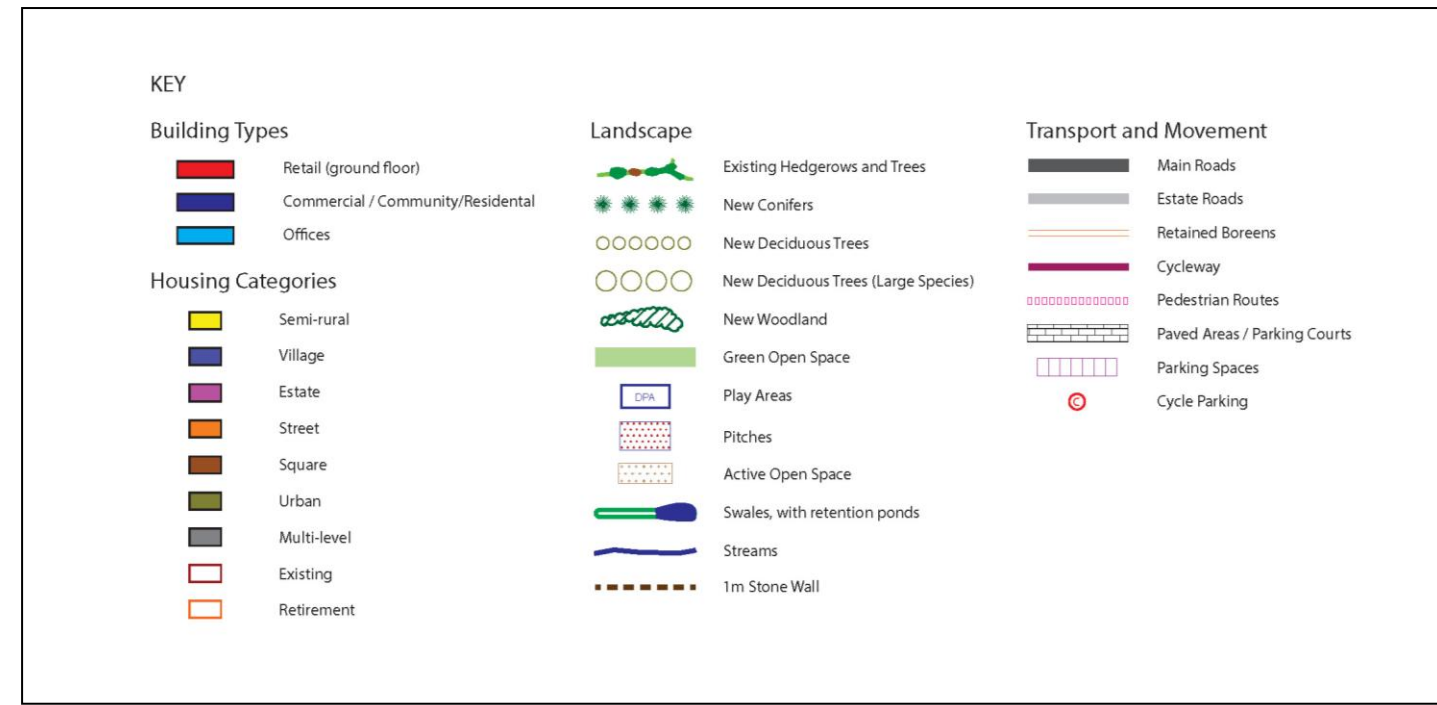 KEY
Building Types
Retail (ground floor)
Commercial / Community/Residental
Offices
Housing Categories
Semi-rural
Village
Estate
Street
Square
Urban
Multi-level
Existing
Retirement
Landscape
Existing Hedgerows and Trees
New Conifers
New Deciduous Trees
New Deciduous Trees (Large Species)
New Woodland
Green Open Space
DPA Play Areas
Pitches
Active Open Space
Swales, with retention ponds
Streams
1m Stone Wall
Transport and Movement
Main Roads
Estate Roads
Retained Boreens
Cycleway
Pedestrian Routes
Paved Areas / Parking Courts
Parking Spaces
C Cycle Parking